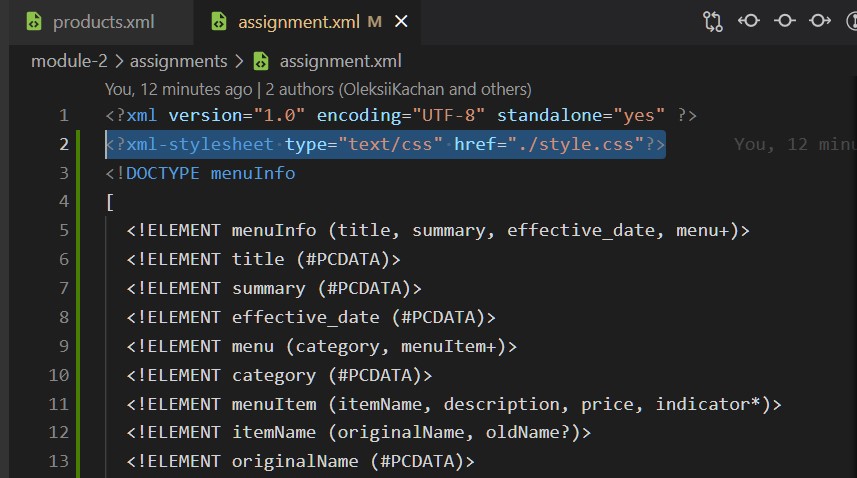 products.xml assignment.xml M
module-2 > assignments > assignment.xml
You, 12 minutes ago | 2 authors (OleksiiKachan and others)
1 <?xml version="1.0" encoding="UTF-8" standalone="yes" ?>
2 <?xml-stylesheet type="text/css" href="./style.css"?> You, 12
3 <!DOCTYPE menuInfo
4 [
5 <!ELEMENT menuInfo (title, summary, effective_date, menu+)>
6 <!ELEMENT title (#PCDATA)>
7 <!ELEMENT summary (#PCDATA)>
8 <!ELEMENT effective_date (#PCDATA)>
9 <!ELEMENT menu (category, menuItem+)>
10 <!ELEMENT category (#PCDATA)>
11 <!ELEMENT menuItem (itemName, description, price, indicator*)>
12 <!ELEMENT itemName (originalName, oldName?)>
13 <!ELEMENT originalName (#PCDATA)>